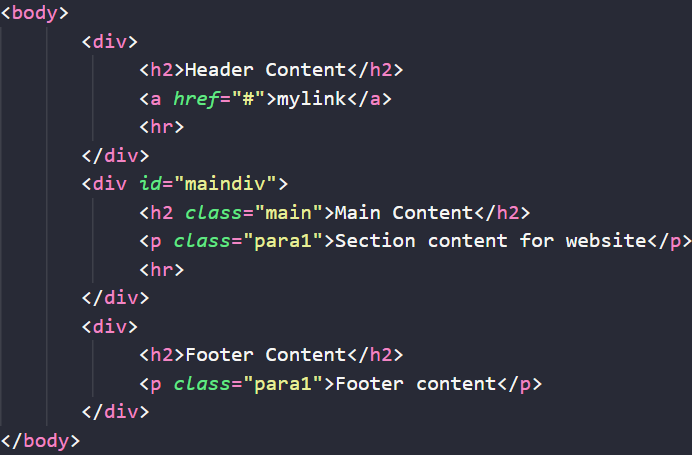 <body>
<div>
<h2>Header Content</h2>
<a href="#">mylink</a>
<hr>
</div>
<div id="maindiv">
<h2 class="main">Main Content</h2>
<p class="para1">Section content for website</p>
<hr>
</div>
<div>
<h2>Footer Content</h2>
<p class="para1">Footer content</p>
</div>
</body>